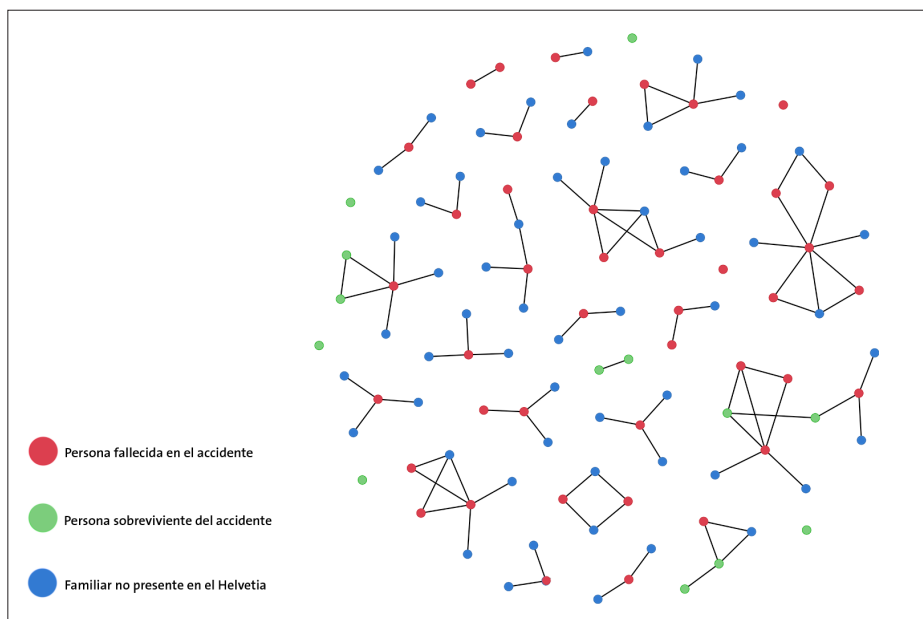 Persona fallecida en el accidente
Persona sobreviviente del accidente
Familiar no presente en el Helvetia